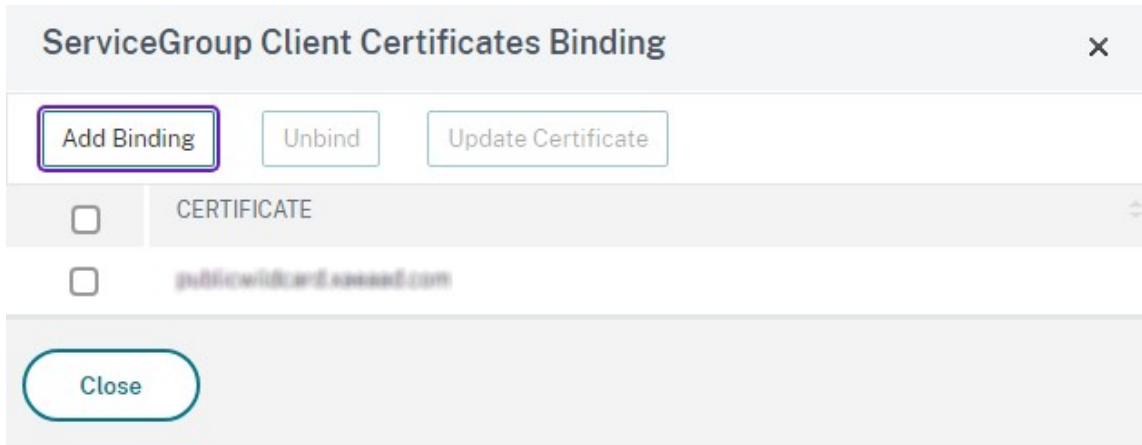 ServiceGroup Client Certificates Binding
Add Binding Unbind Update Certificate
CERTIFICATE
Close